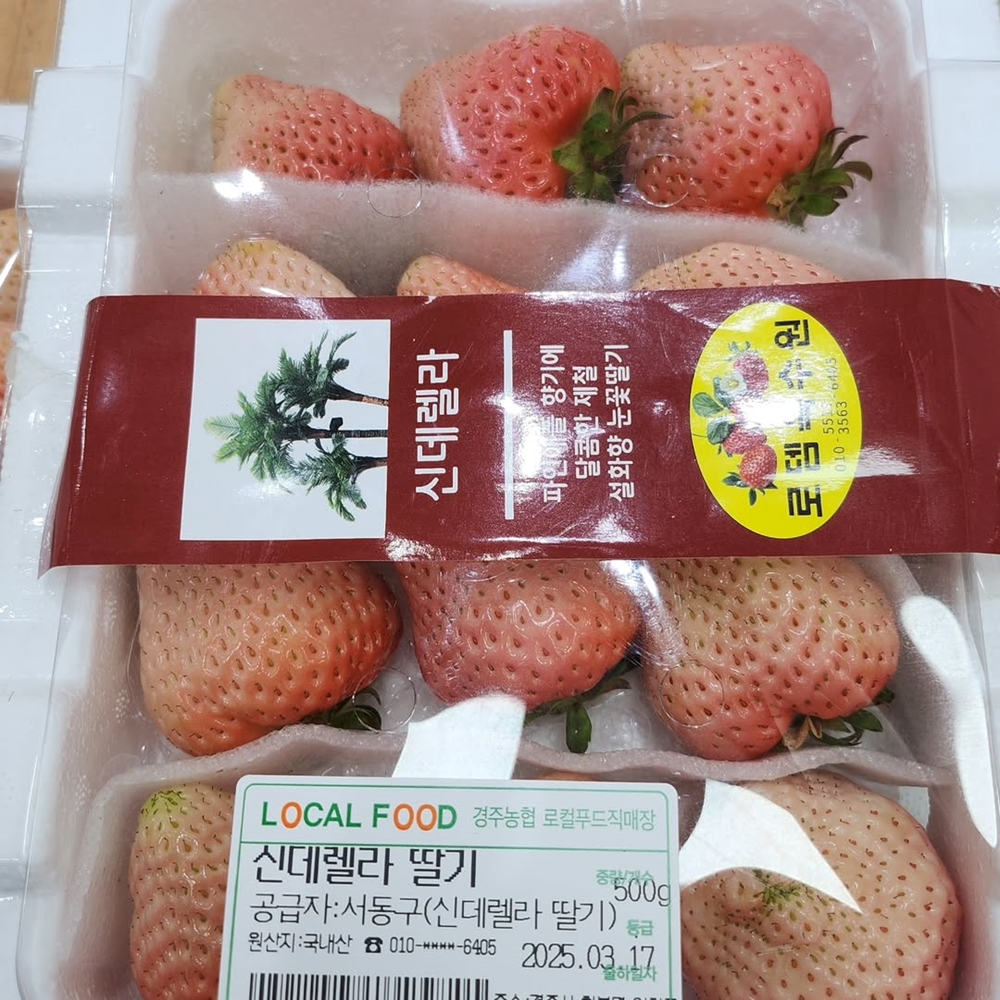 신데렐라
파인애플 향기에
달콤한 제철
설화향 눈꽃딸기
로뎀 수원
010-
3563
LOCAL FOOD 경주농협 로컬푸드직매장
신데렐라 딸기
중량/개수
500g
공급자:서동구(신데렐라 딸기)
등급
원산지:국내산 ☎ 010-****-6405
2025.03.17
출하일자